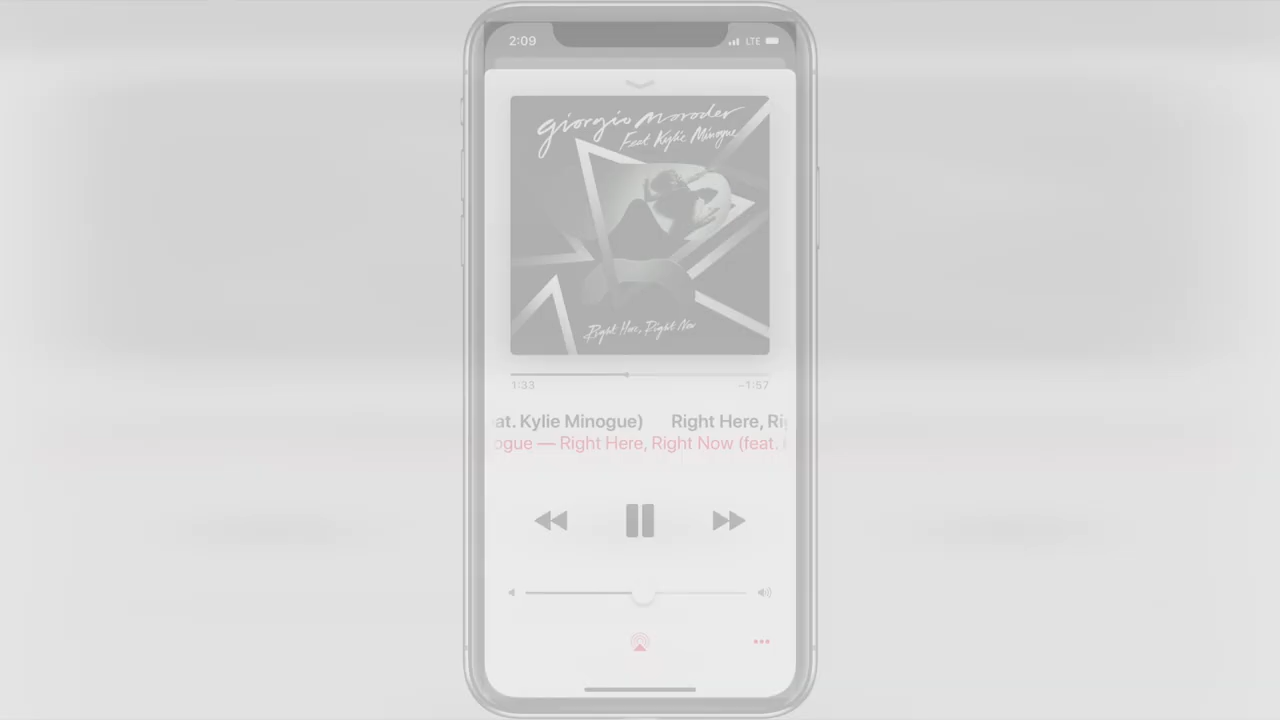 2:09 LTE
giorgio Moroder
Feat Kylie Minogue
Right Here, Right Now
1:33 -1:57
at. Kylie Minogue) Right Here, Ri
ogue — Right Here, Right Now (feat.